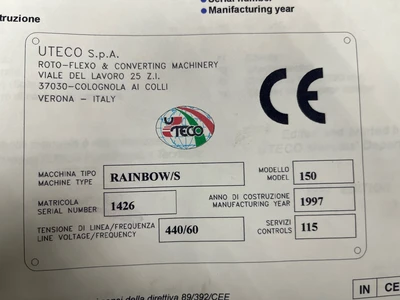 ● Serial number
● Manifacturing year
truzione
UTECO S.p.A.
ROTO-FLEXO & CONVERTING MACHINERY
VIALE DEL LAVORO 25 Z.I.
37030-COLOGNOLA AI COLLI
VERONA - ITALY
CE
UTECO
MACCHINA TIPO
MACHINE TYPE
RAINBOW/S
MODELLO
MODEL
150
MATRICOLA
SERIAL NUMBER:
1426
ANNO DI COSTRUZIONE
MANUFACTURING YEAR
1997
TENSIONE DI LINEA/FREQUENZA
LINE VOLTAGE/FREQUENCY
440/60
SERVIZI
CONTROLS
115
IN
CE
della direttiva 89/392/CEE